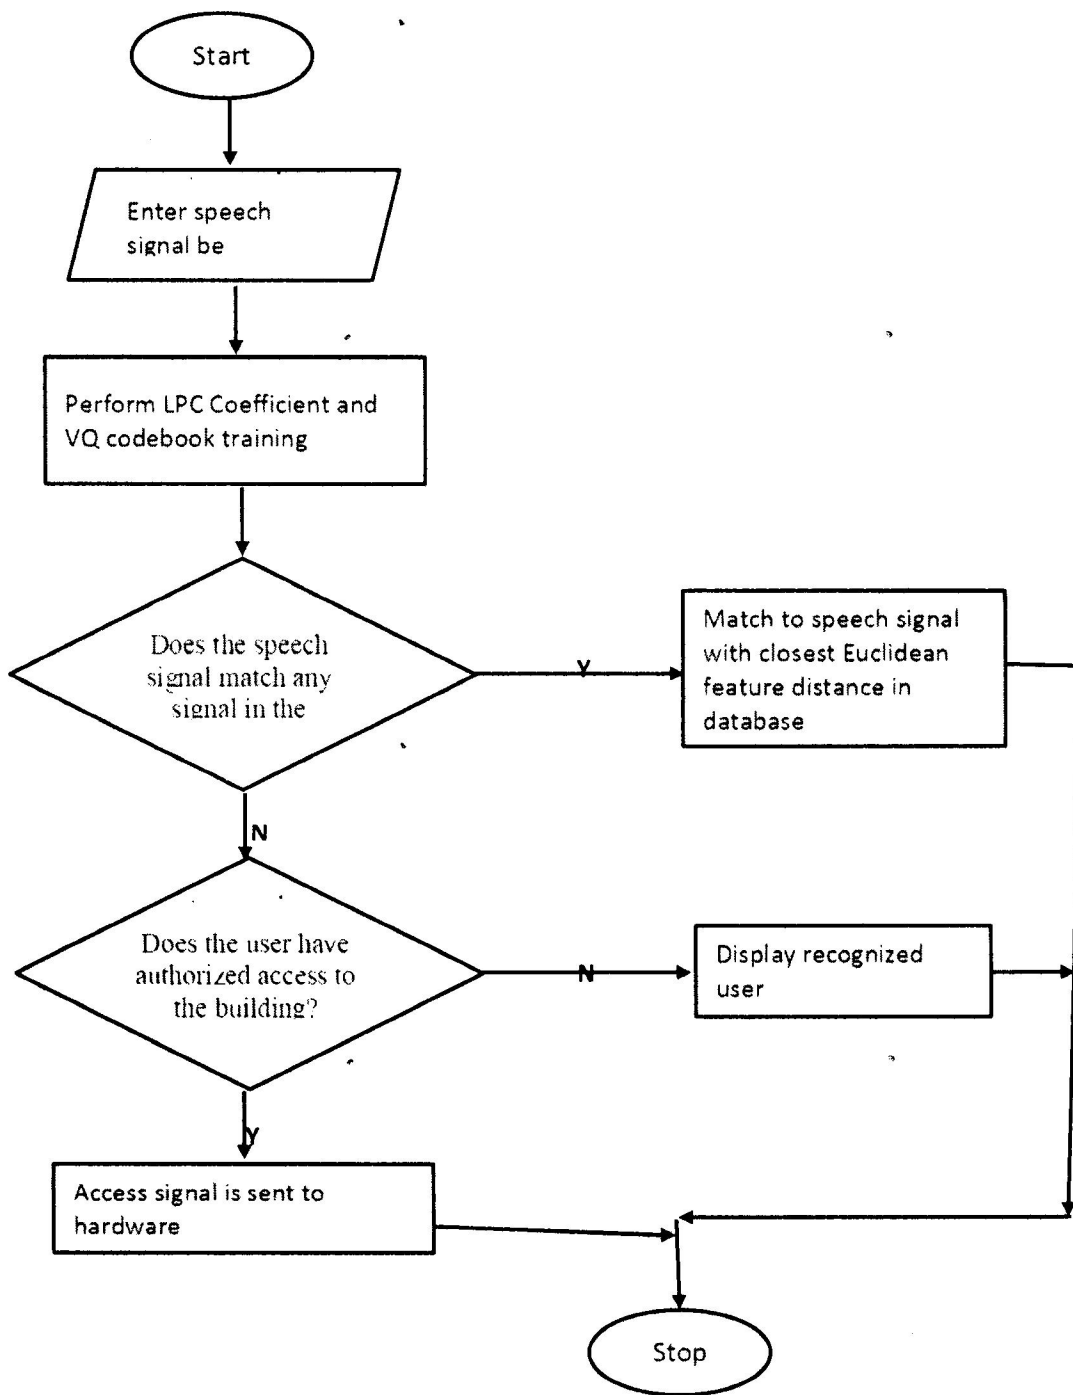 Start
Enter speech
signal be
Perform LPC Coefficient and
VQ codebook training
Does the speech
signal match any
signal in the
Y
Match to speech signal
with closest Euclidean
feature distance in
database
N
Does the user have
authorized access to
the building?
N
Display recognized
user
Y
Access signal is sent to
hardware
Stop